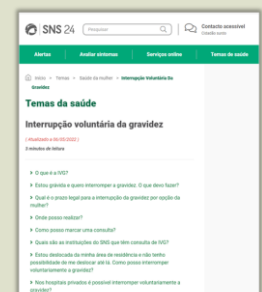 SNS 24
Pesquisar
Contacto acessível
Cidadão surdo
Alertas
Avaliar sintomas
Serviços online
Temas de saúde
Início > Temas > Saúde da mulher > Interrupção Voluntária Da
Gravidez
Temas da saúde
Interrupção voluntária da gravidez
2 minutos de leitura
O que é a IVG?
Estou grávida e quero interromper a gravidez. O que devo fazer?
Qual é o prazo legal para a interrupção da gravidez por opção da
mulher?
Onde posso realizar?
Como posso marcar uma consulta?
Quais são as instituições do SNS que têm consulta de IVG?
Estou deslocada da minha área de residência e não tenho
possibilidade de me deslocar até lá. Como posso interromper
voluntariamente a gravidez?
Nos hospitais privados é possível interromper voluntariamente a
gravidez?